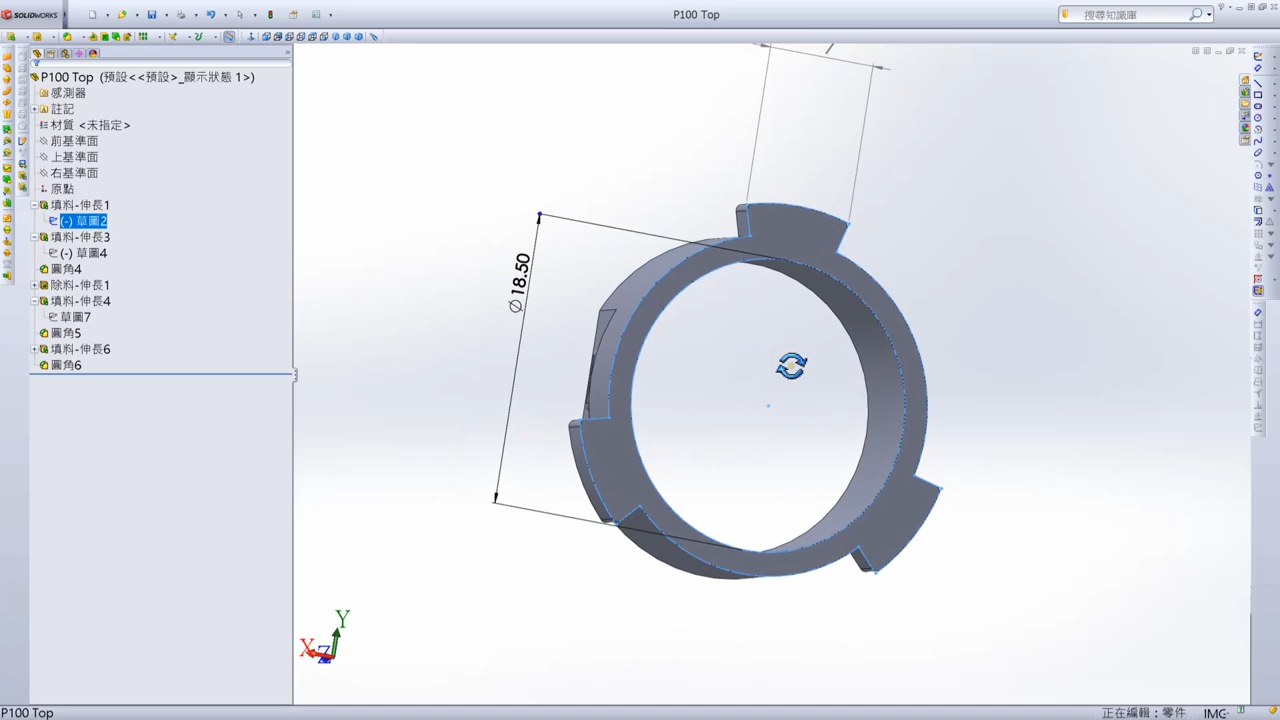 SOLIDWORKS
P100 Top
搜尋知識庫
P100 Top (預設<<預設>_顯示狀態 1>)
感測器
註記
材質 <未指定>
前基準面
上基準面
右基準面
原點
填料-伸長1
(-) 草圖2
填料-伸長3
(-) 草圖4
圓角4
除料-伸長1
填料-伸長4
草圖7
圓角5
填料-伸長6
圓角6
∅18.50
Y
X
Z
P100 Top
正在編輯：零件
IMG